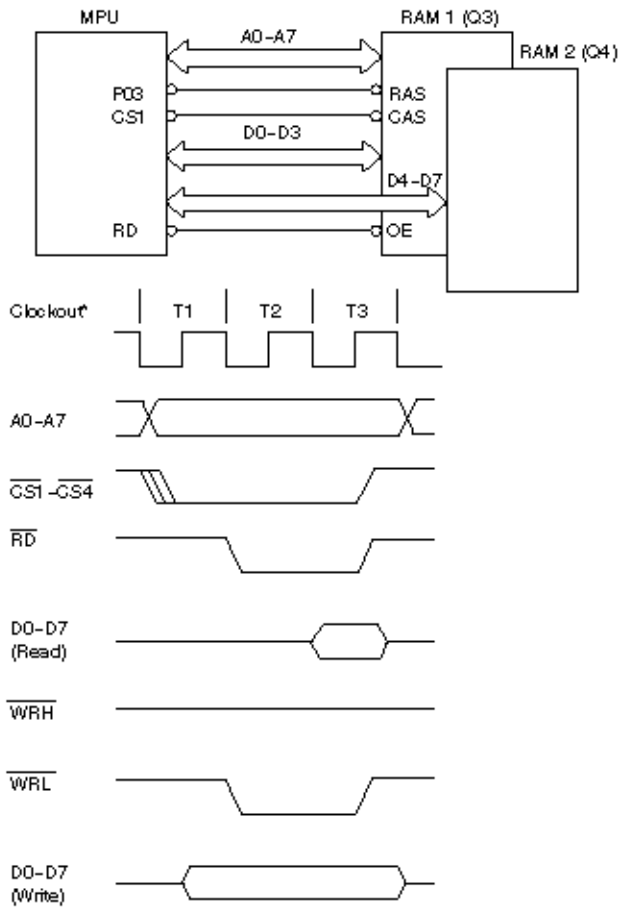 MPU
RAM 1 (Q3)
RAM 2 (Q4)
A0-A7
P03
RAS
CS1
CAS
D0-D3
D4-D7
RD
OE
Clockout*
T1
T2
T3
A0-A7
CS1-CS4
RD
D0-D7
(Read)
WRH
WRL
D0-D7
(Write)